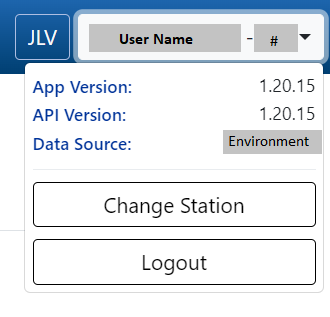 JLV User Name - #
App Version: 1.20.15
API Version: 1.20.15
Data Source: Environment
Change Station
Logout